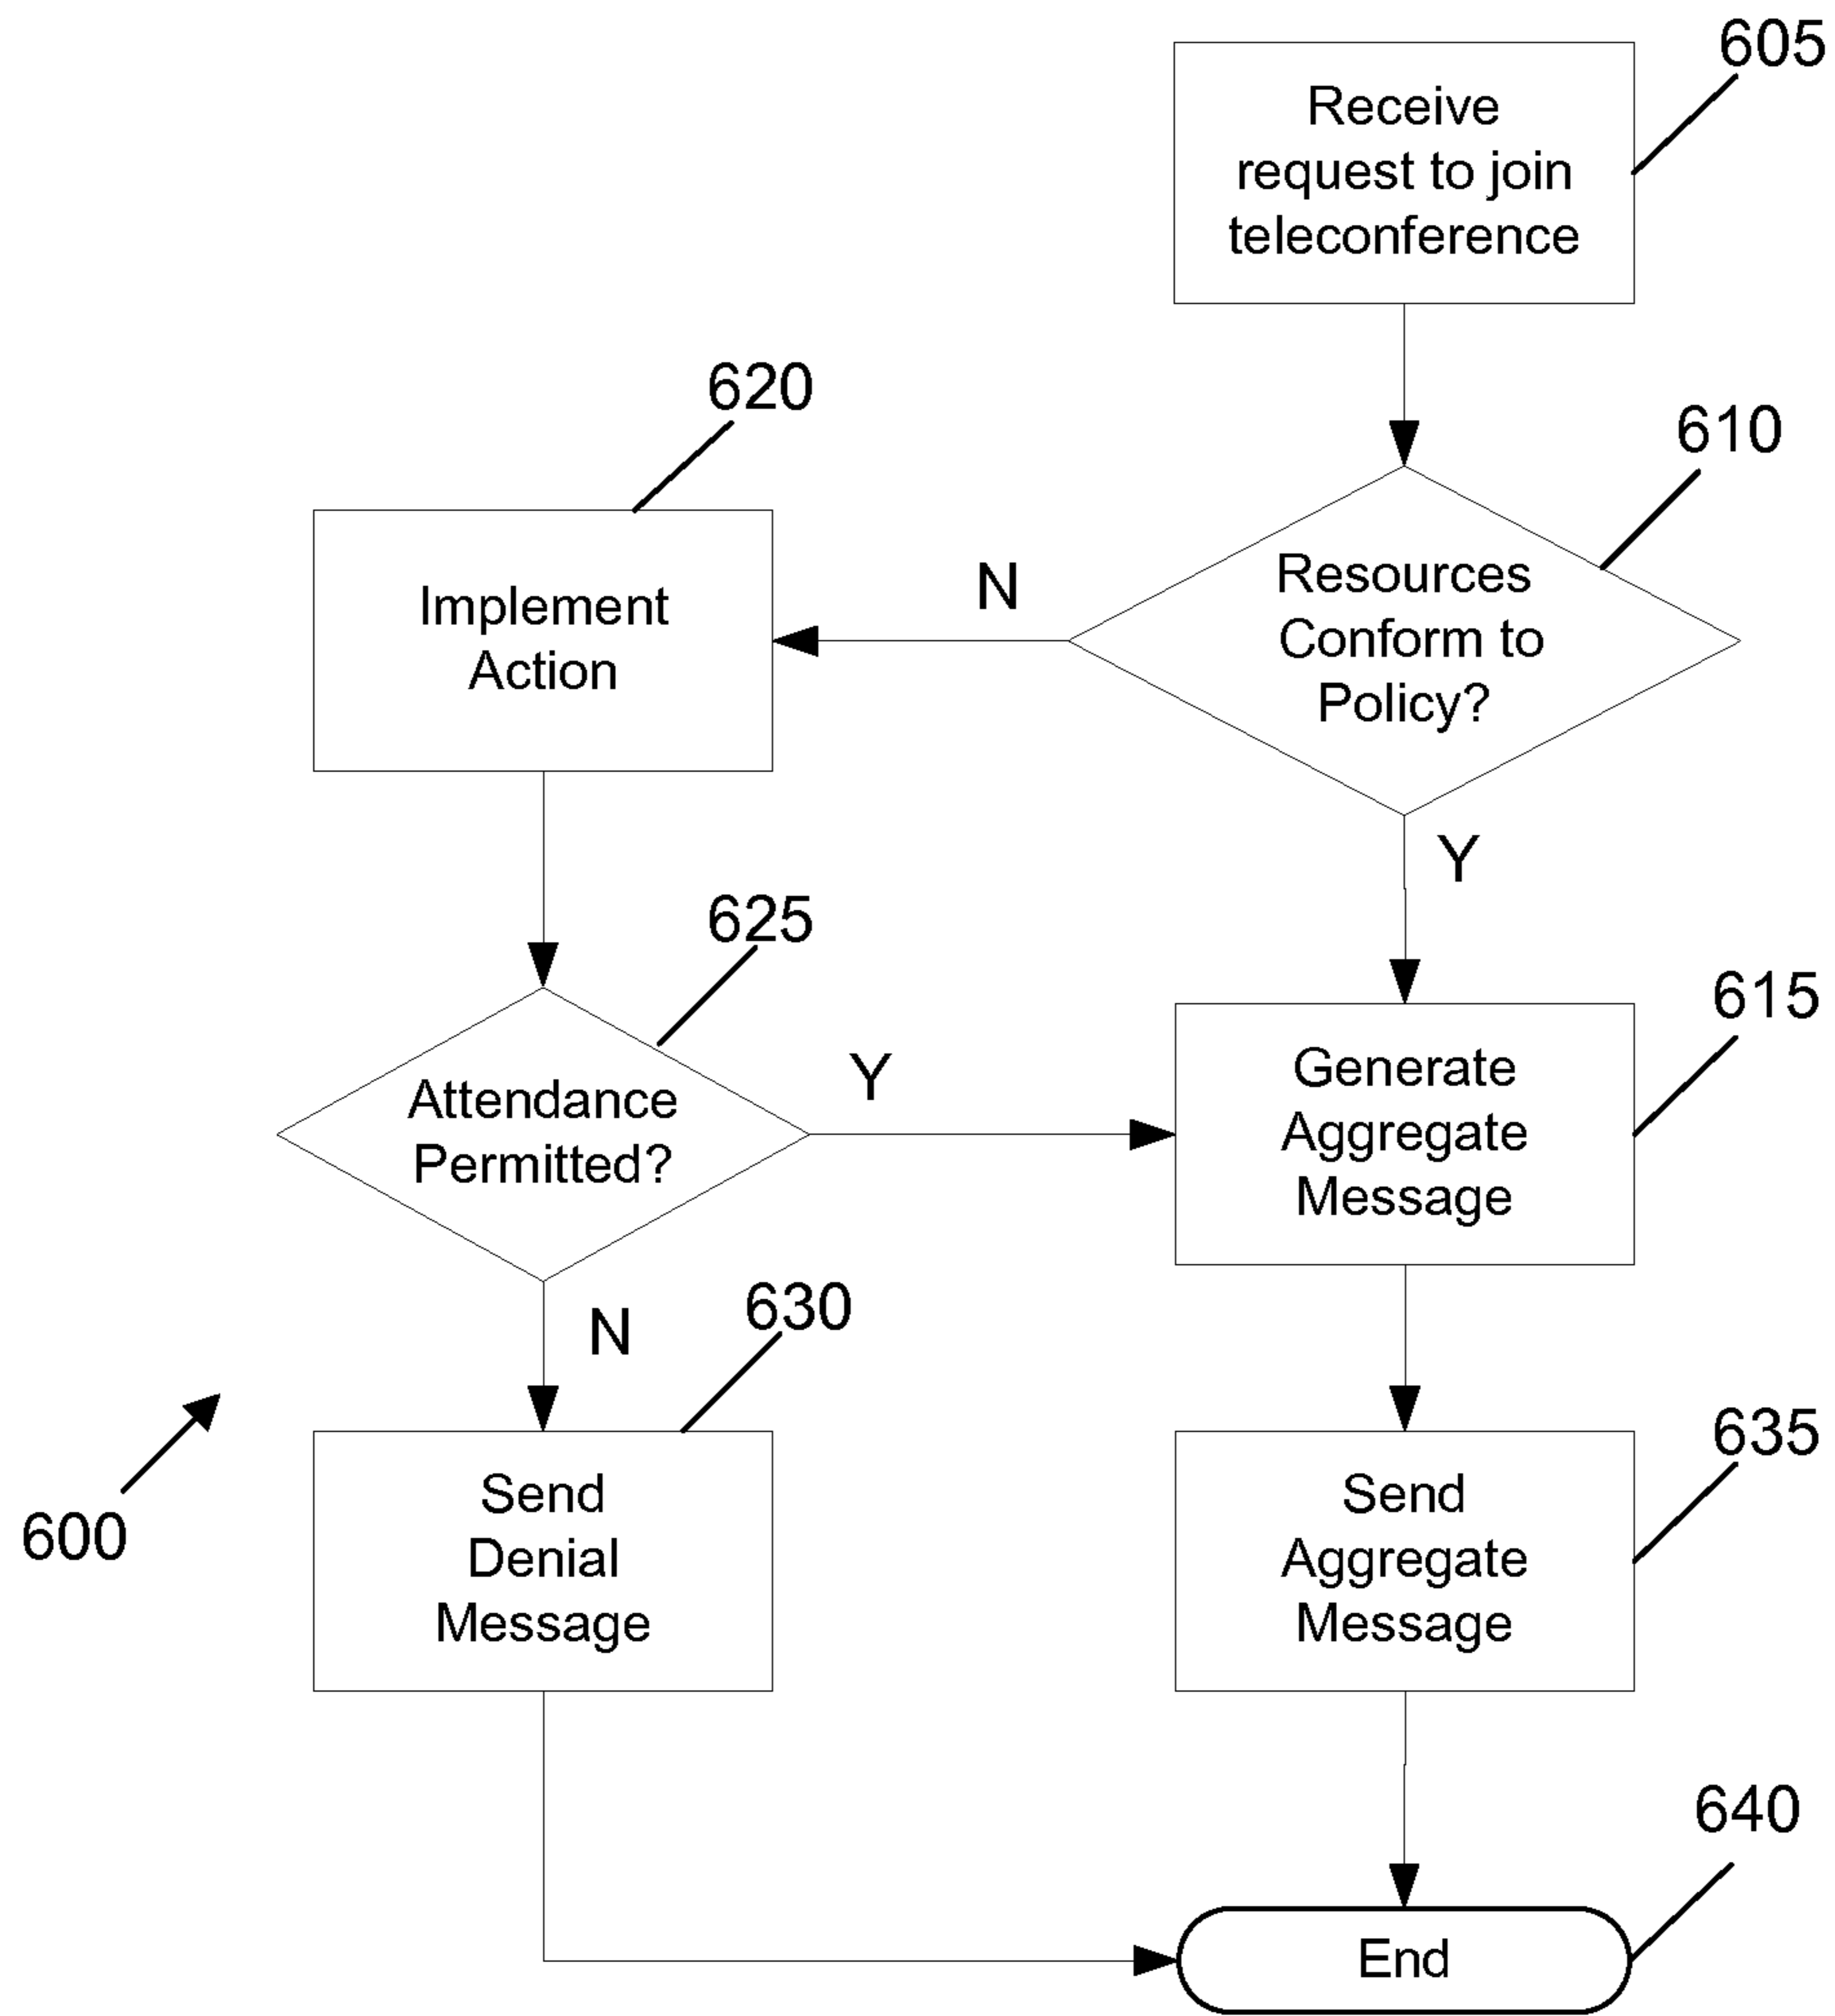 605
Receive
request to join
teleconference
620
610
Implement
Action
N
Resources
Conform to
Policy?
Y
625
615
Attendance
Permitted?
Y
Generate
Aggregate
Message
630
N
635
600
Send
Denial
Message
Send
Aggregate
Message
640
End